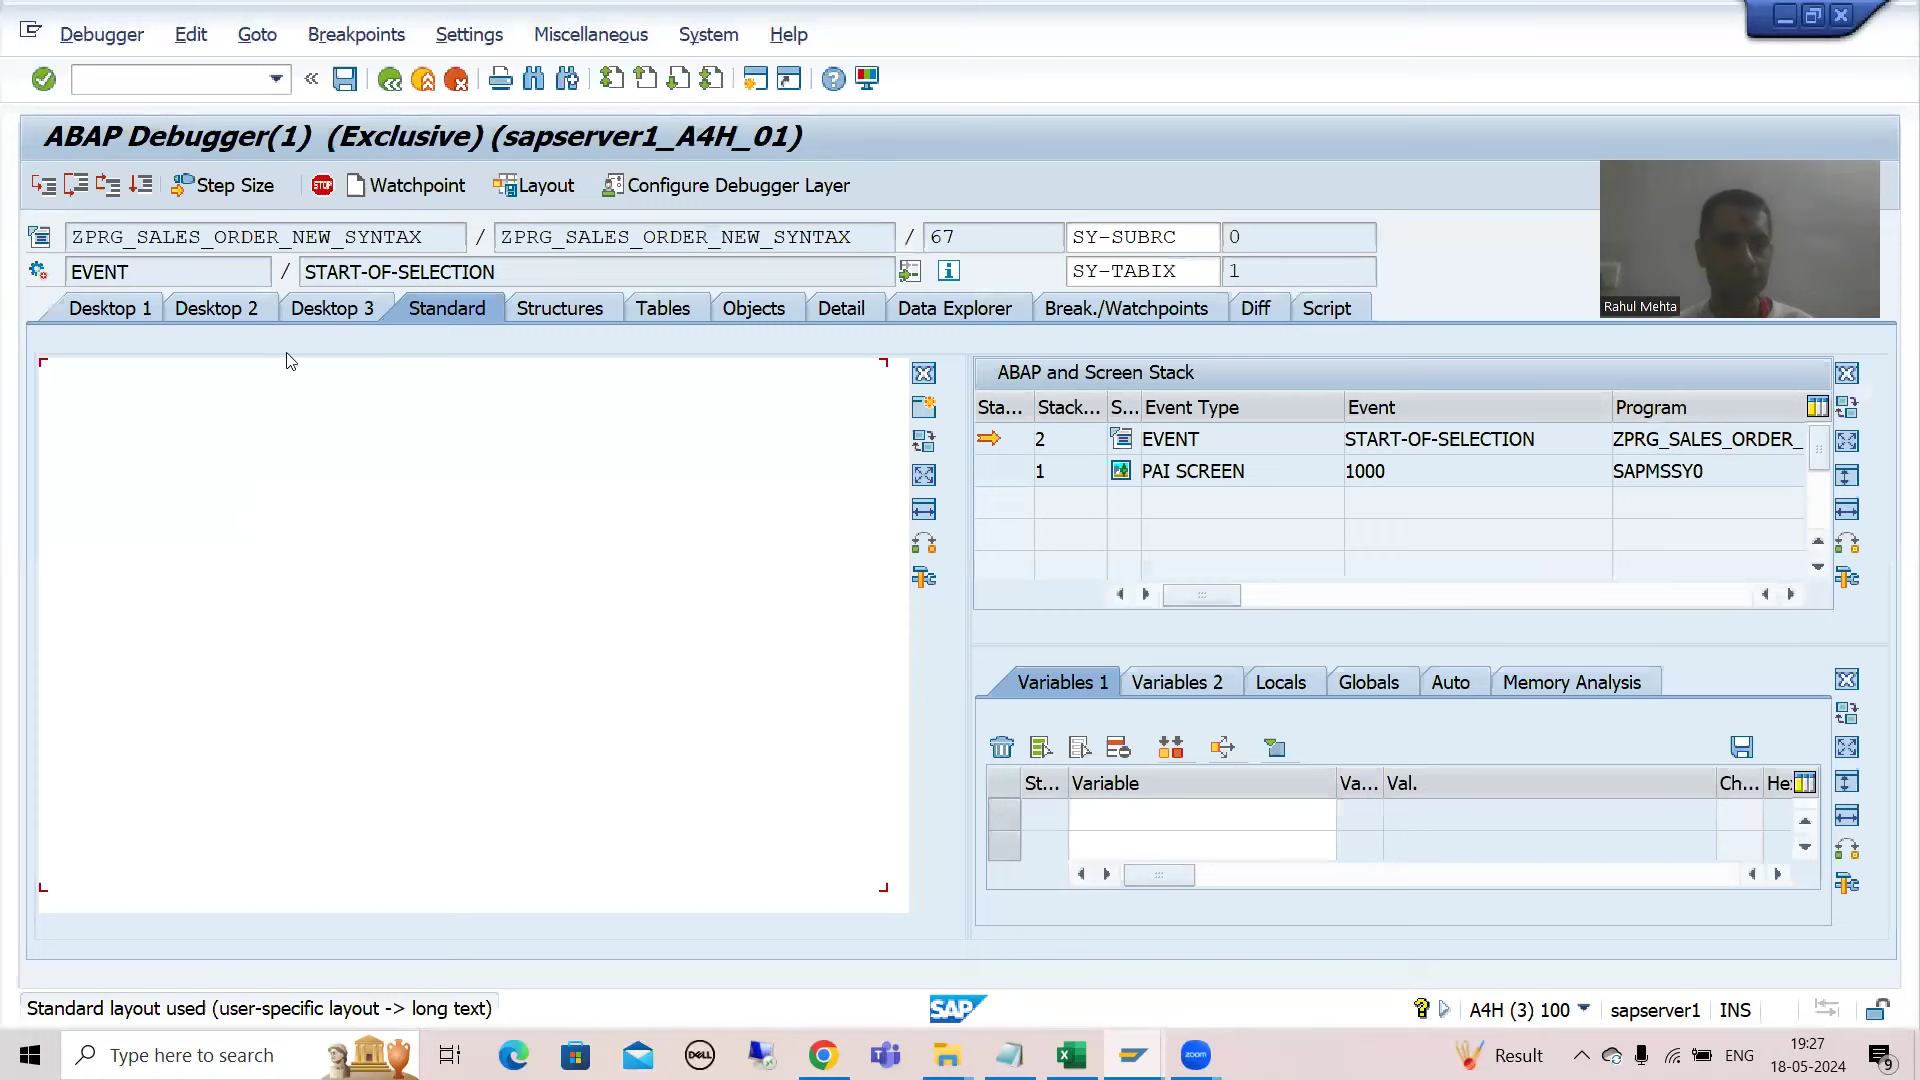 Debugger Edit Goto Breakpoints Settings Miscellaneous System Help
ABAP Debugger(1) (Exclusive) (sapserver1_A4H_01)
Step Size STOP Watchpoint Layout Configure Debugger Layer
ZPRG_SALES_ORDER_NEW_SYNTAX / ZPRG_SALES_ORDER_NEW_SYNTAX / 67 SY-SUBRC 0
EVENT / START-OF-SELECTION SY-TABIX 1
Rahul Mehta
Desktop 1 Desktop 2 Desktop 3 Standard Structures Tables Objects Detail Data Explorer Break./Watchpoints Diff Script
ABAP and Screen Stack
Sta... Stack... S... Event Type Event Program
2 EVENT START-OF-SELECTION ZPRG_SALES_ORDER_
1 PAI SCREEN 1000 SAPMSSY0
Variables 1 Variables 2 Locals Globals Auto Memory Analysis
St... Variable Va... Val. Ch... He
Standard layout used (user-specific layout -> long text) SAP A4H (3) 100 sapserver1 INS
Type here to search DELL zoom Result ENG 19:27
18-05-2024 9